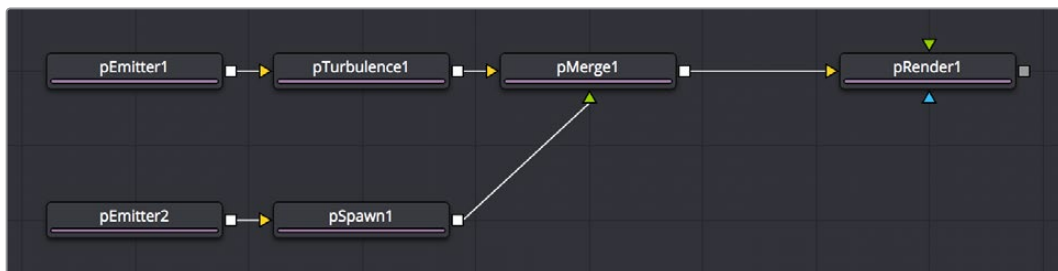 pEmitter1
pTurbulence1
pMerge1
pRender1
pEmitter2
pSpawn1